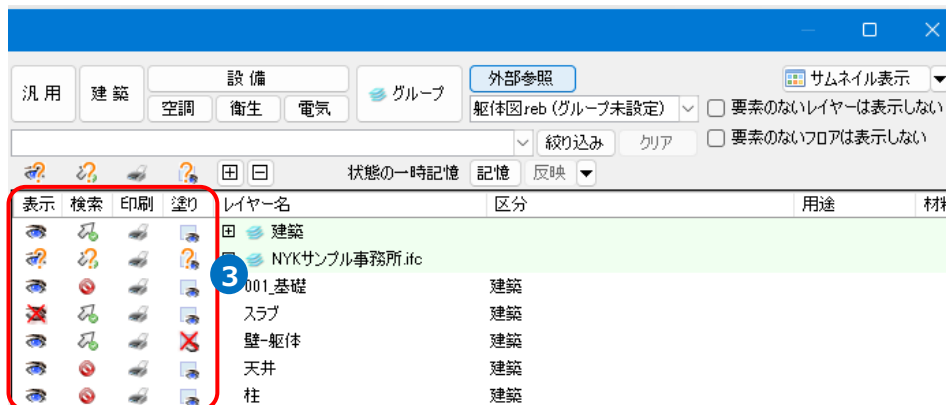 汎用 建築 設備 グループ 外部参照 サムネイル表示
空調 衛生 電気 躯体図.reb (グループ未設定) 要素のないレイヤーは表示しない
絞り込み クリア 要素のないフロアは表示しない
状態の一時記憶 記憶 反映
表示 検索 印刷 塗り レイヤー名 区分 用途 材料
建築
NYKサンプル事務所.ifc
3
001_基礎 建築
スラブ 建築
壁-躯体 建築
天井 建築
柱 建築